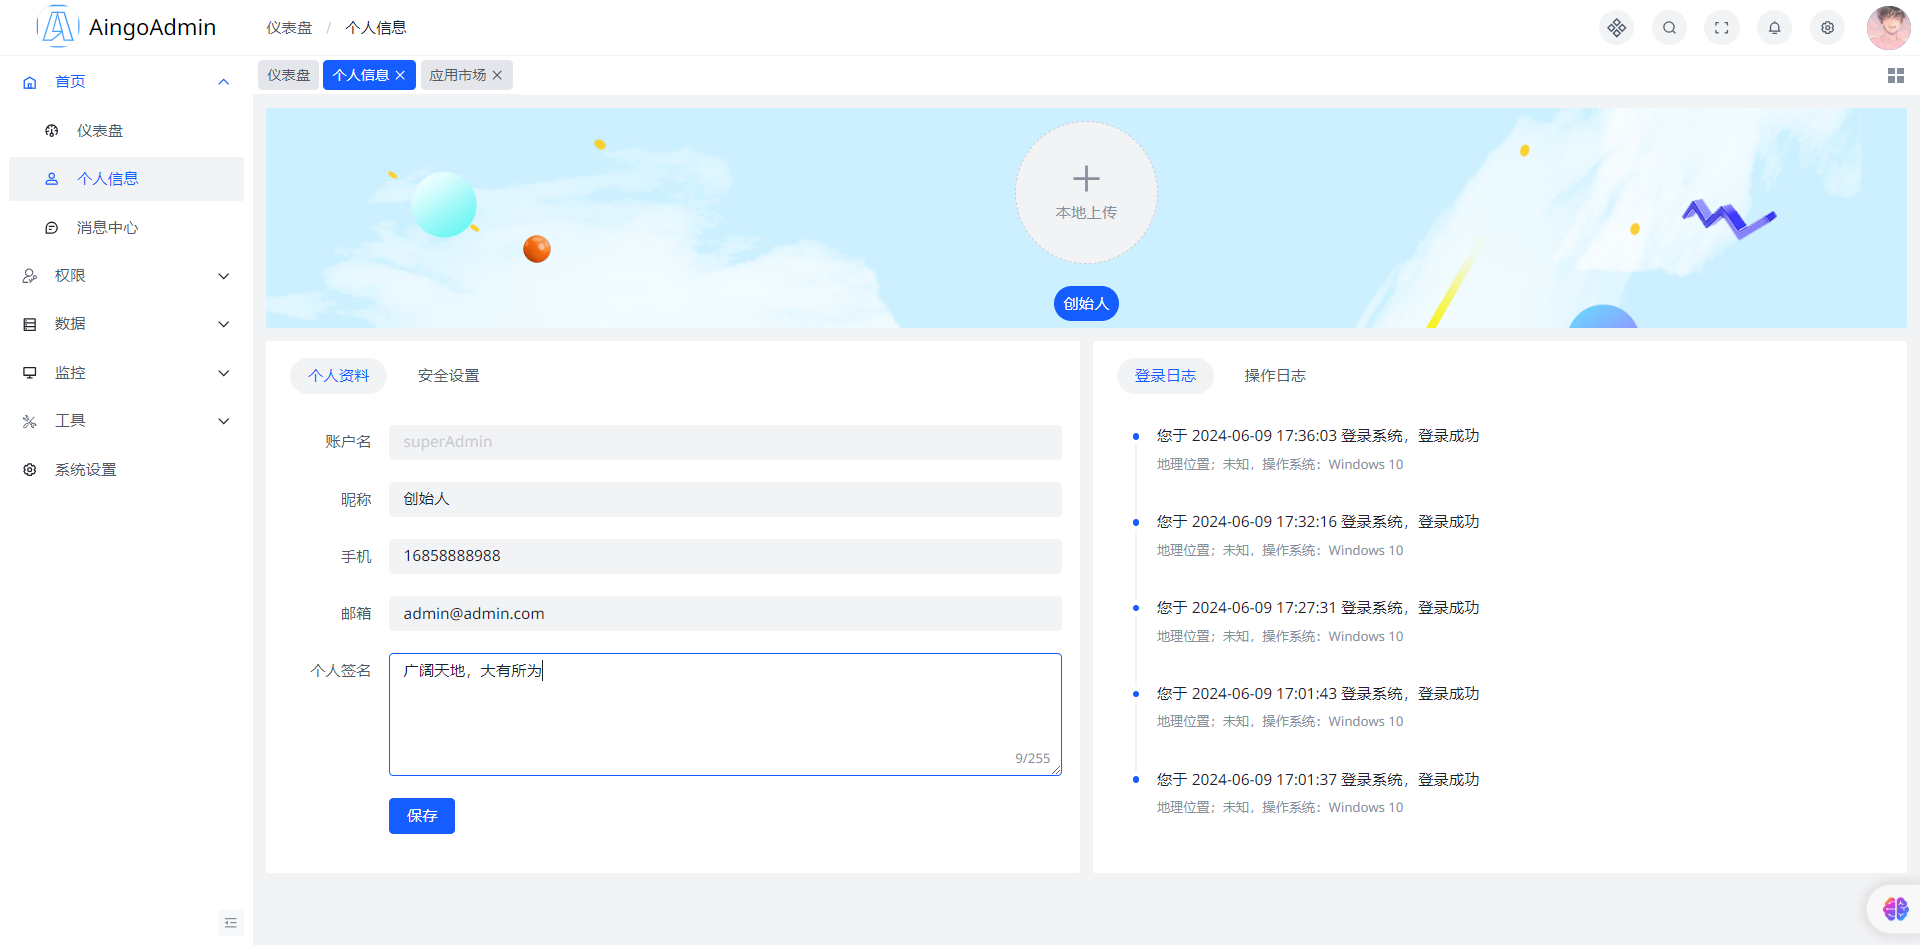 AingoAdmin
仪表盘 / 个人信息
仪表盘 个人信息 应用市场
首页
仪表盘
个人信息
消息中心
权限
数据
监控
工具
系统设置
本地上传
创始人
个人资料 安全设置
账户名 superAdmin
昵称 创始人
手机 16858888988
邮箱 admin@admin.com
个人签名 广阔天地，大有所为
9/255
保存
登录日志 操作日志
您于 2024-06-09 17:36:03 登录系统，登录成功
地理位置；未知，操作系统：Windows 10
您于 2024-06-09 17:32:16 登录系统，登录成功
地理位置；未知，操作系统：Windows 10
您于 2024-06-09 17:27:31 登录系统，登录成功
地理位置；未知，操作系统：Windows 10
您于 2024-06-09 17:01:43 登录系统，登录成功
地理位置；未知，操作系统：Windows 10
您于 2024-06-09 17:01:37 登录系统，登录成功
地理位置；未知，操作系统：Windows 10